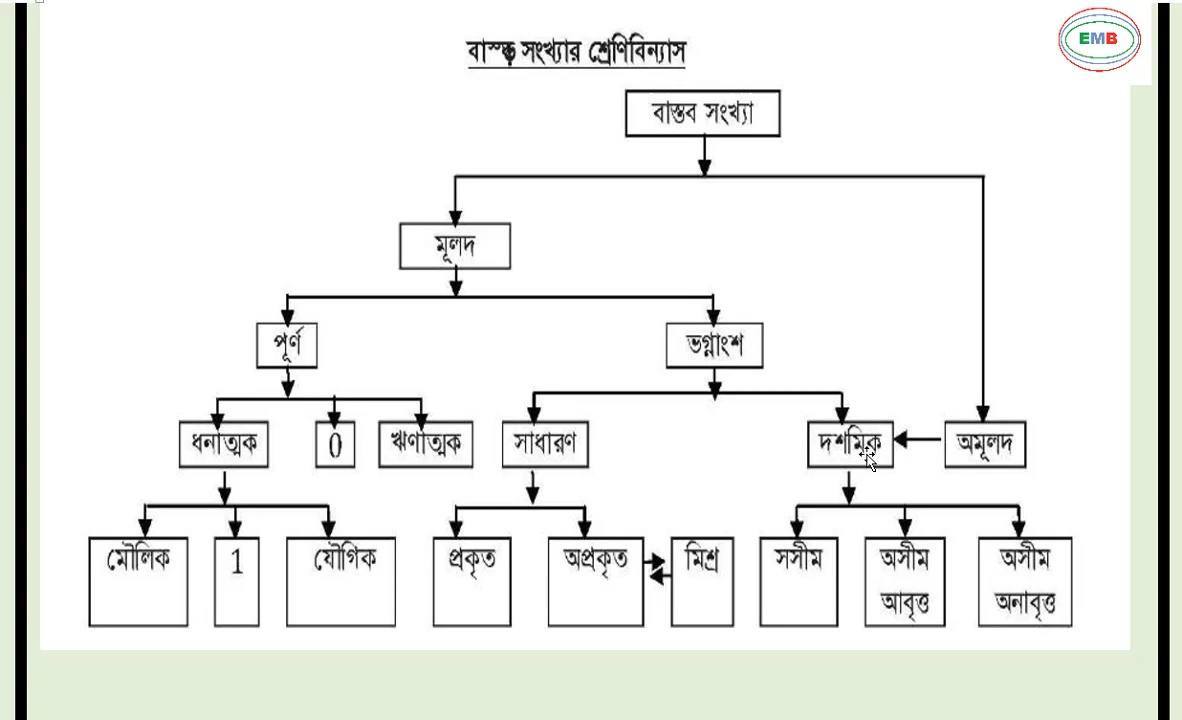 EMB
বাস্তব সংখ্যার শ্রেণিবিন্যাস
বাস্তব সংখ্যা
মূলদ
পূর্ণ ভগ্নাংশ
ধনাত্মক 0 ঋণাত্মক সাধারণ দশমিক অমূলদ
মৌলিক 1 যৌগিক প্রকৃত অপ্রকৃত মিশ্র সসীম অসীম অসীম
আবৃত্ত অনাবৃত্ত